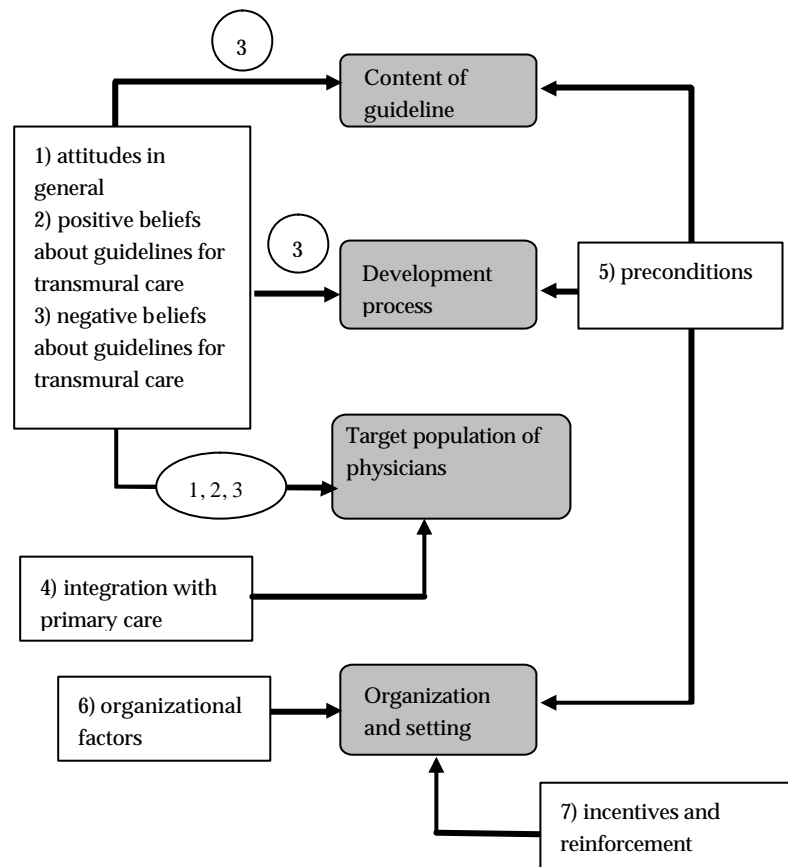 3
Content of
guideline
1) attitudes in
general
2) positive beliefs
about guidelines for
transmural care
3) negative beliefs
about guidelines for
transmural care
3
Development
process
5) preconditions
Target population of
physicians
1, 2, 3
4) integration with
primary care
Organization
and setting
6) organizational
factors
7) incentives and
reinforcement